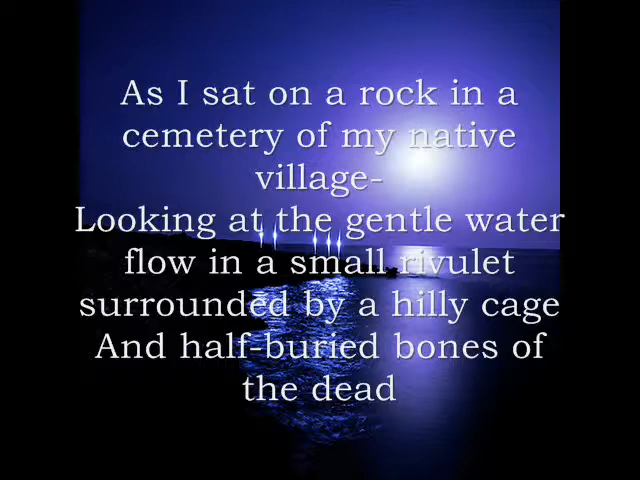 As I sat on a rock in a
cemetery of my native
village-
Looking at the gentle water
flow in a small rivulet
surrounded by a hilly cage
And half-buried bones of
the dead